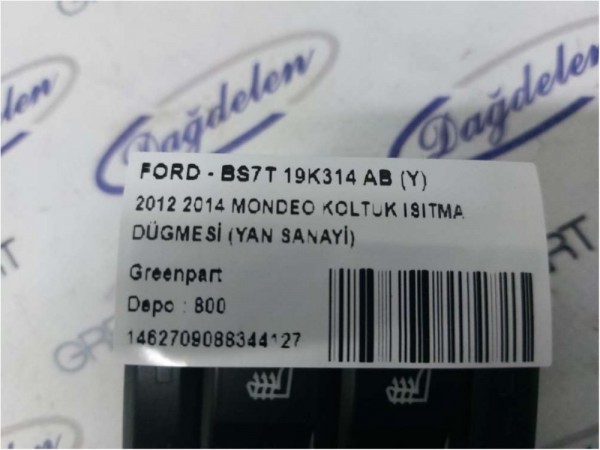 Dağdelen
Dağdelen
FORD - BS7T 19K314 AB (Y)
2012 2014 MONDEO KOLTUK ISITMA
DÜGMESİ (YAN SANAYİ)
Greenpart
Depo : 800
1462709088344127